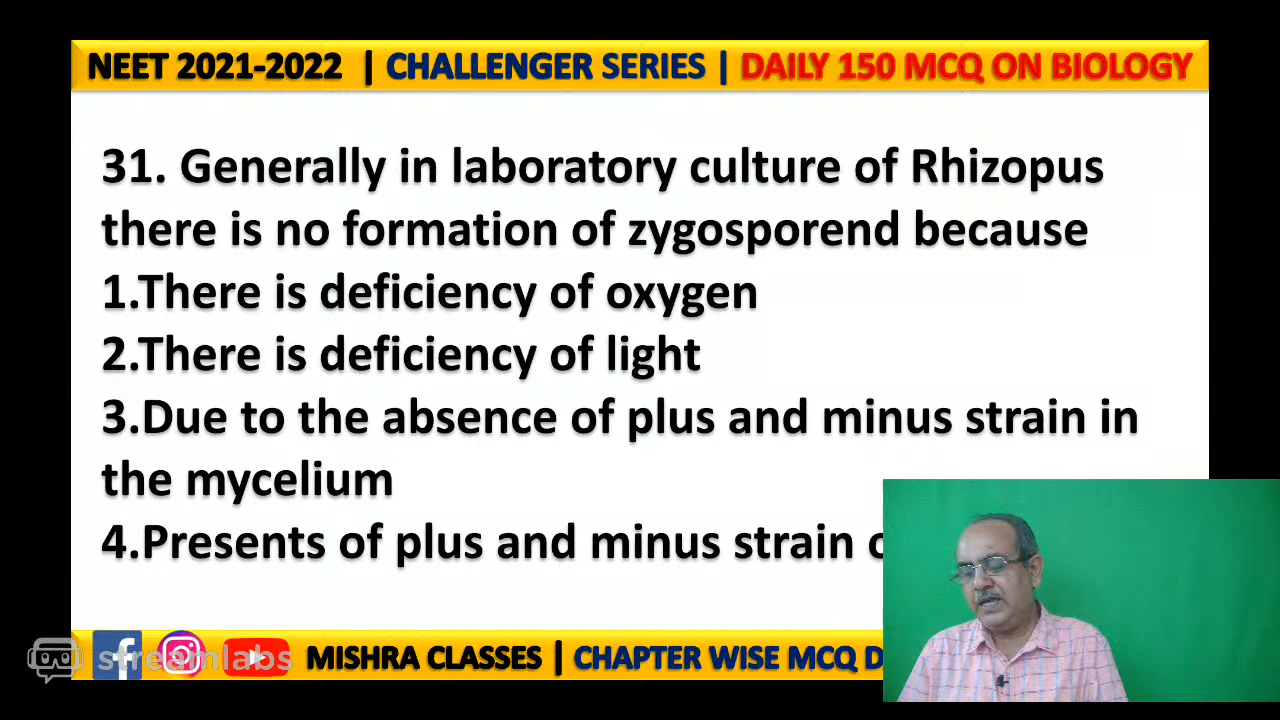 NEET 2021-2022 | CHALLENGER SERIES | DAILY 150 MCQ ON BIOLOGY
31. Generally in laboratory culture of Rhizopus
there is no formation of zygosporend because
1.There is deficiency of oxygen
2.There is deficiency of light
3.Due to the absence of plus and minus strain in
the mycelium
4.Presents of plus and minus strain
streamlabs
MISHRA CLASSES | CHAPTER WISE MCQ D